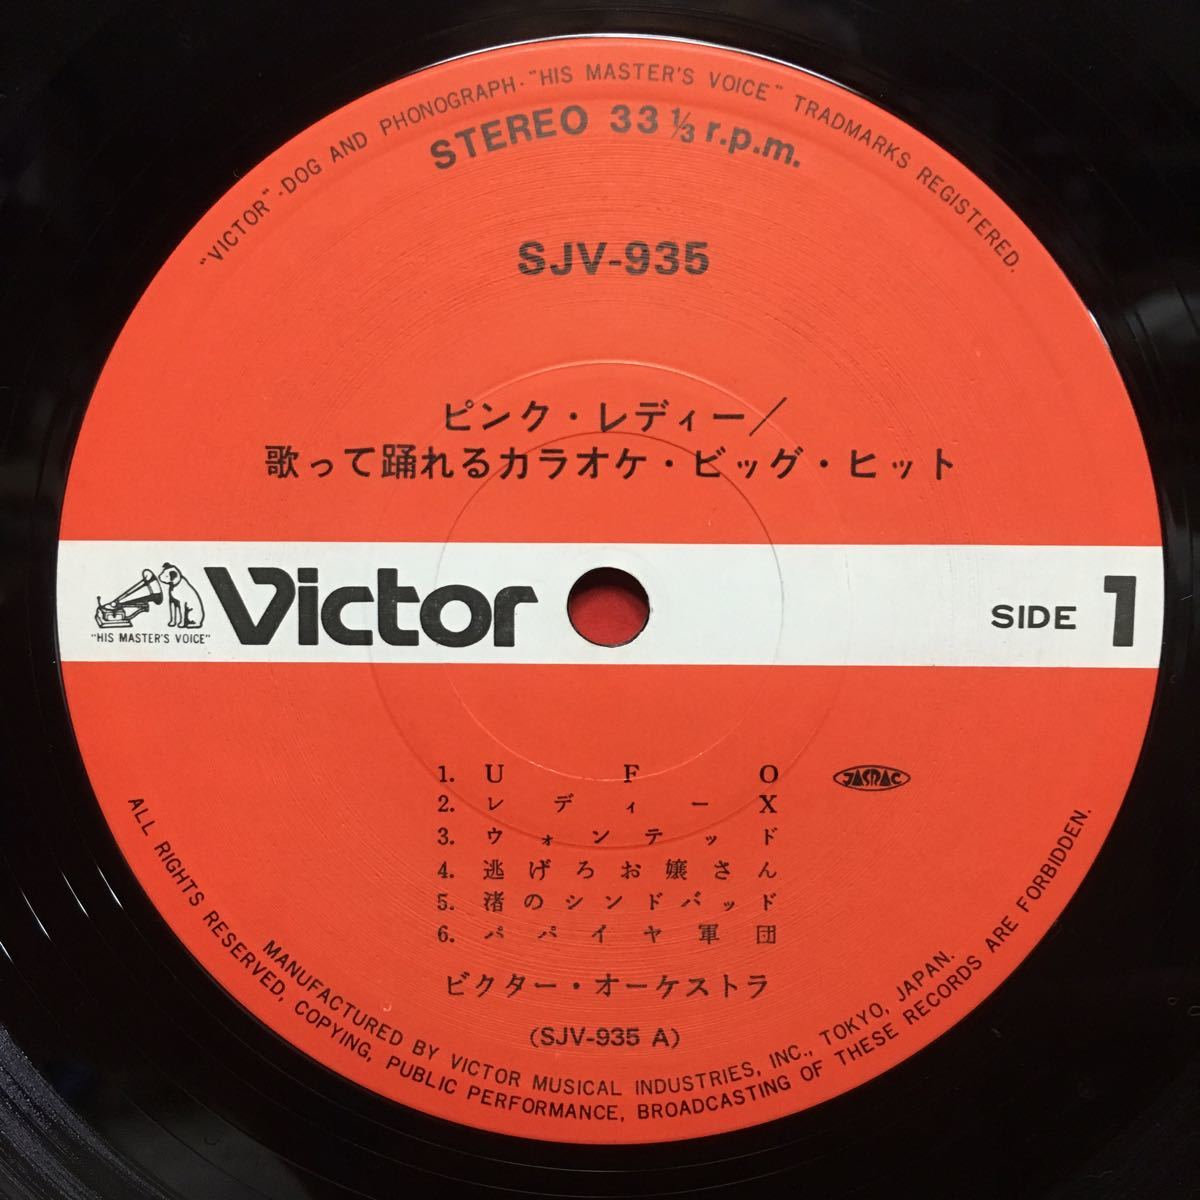 "VICTOR"-DOG AND PHONOGRAPH-"HIS MASTER'S VOICE" TRADMARKS REGISTERED.
STEREO 33 1/3 r.p.m.
SJV-935
ピンク・レディー/
歌って踊れるカラオケ・ビッグ・ヒット
"HIS MASTER'S VOICE"
Victor
SIDE 1
1. UFO
JASRAC
2. レディーX
3. ウォンテッド
4. 逃げろお嬢さん
5. 渚のシンドバッド
6. パパイヤ軍団
ビクター・オーケストラ
(SJV-935 A)
MANUFACTURED BY VICTOR MUSICAL INDUSTRIES, INC., TOKYO, JAPAN.
ALL RIGHTS RESERVED, COPYING, PUBLIC PERFORMANCE, BROADCASTING OF THESE RECORDS ARE FORBIDDEN.